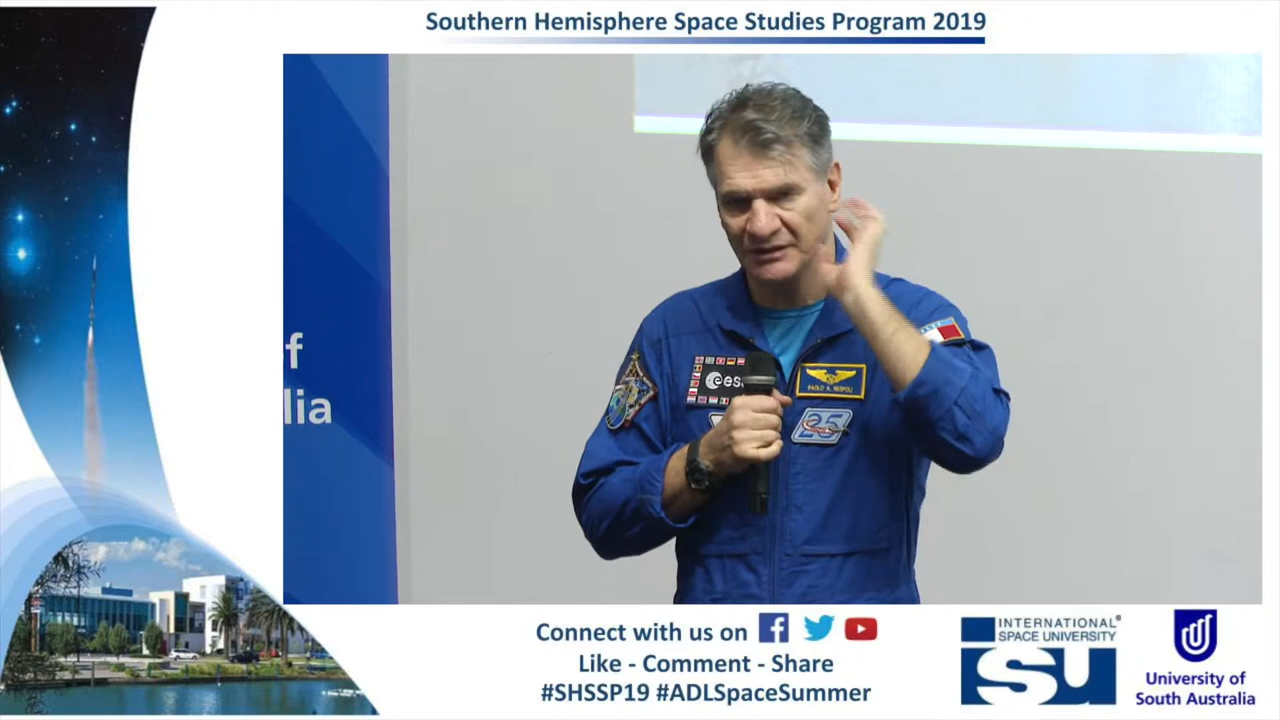 Southern Hemisphere Space Studies Program 2019
f
lia
esa
PAOLO A. NESPOLI
25
Connect with us on
Like - Comment - Share
#SHSSP19 #ADLSpaceSummer
INTERNATIONAL®
SPACE UNIVERSITY
isu
University of
South Australia